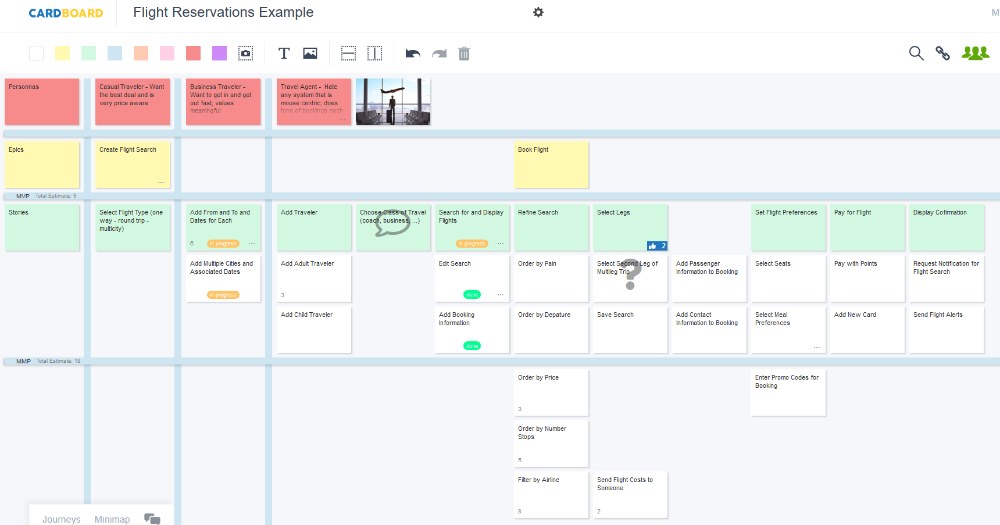 CARDBOARD
Flight Reservations Example
T
Personnas
Casual Traveler - Want
the best deal and is
very price aware
Business Traveler -
Want to get in and get
out fast; values
meaningful
Travel Agent - Hate
any system that is
mouse centric; does
tons of bookings each
...
Epics
Create Flight Search
...
Book Flight
MVP Total Estimate: 9
Stories
Select Flight Type (one
way - round trip -
multicity)
Add From and To and
Dates for Each
6 in progress ...
Add Traveler
Choose Class of Travel
(coach, business, ...)
Search for and Display
Flights
in progress ...
Refine Search
Select Legs
2
Set Flight Preferences
Pay for Flight
Display Cofirmation
Add Multiple Cities and
Associated Dates
in progress
Add Adult Traveler
3
Edit Search
done ...
Order by Pain
Select Second Leg of
Multileg Trip
?
Add Passenger
Information to Booking
Select Seats
Pay with Points
Request Notification for
Flight Search
Add Child Traveler
Add Booking
Information
done
Order by Depature
Save Search
Add Contact
Information to Booking
Select Meal
Preferences
...
Add New Card
Send Flight Alerts
MMP Total Estimate: 18
Order by Price
3
Enter Promo Codes for
Booking
Order by Number
Stops
5
Filter by Airline
8
Send Flight Costs to
Someone
2
Journeys Minimap